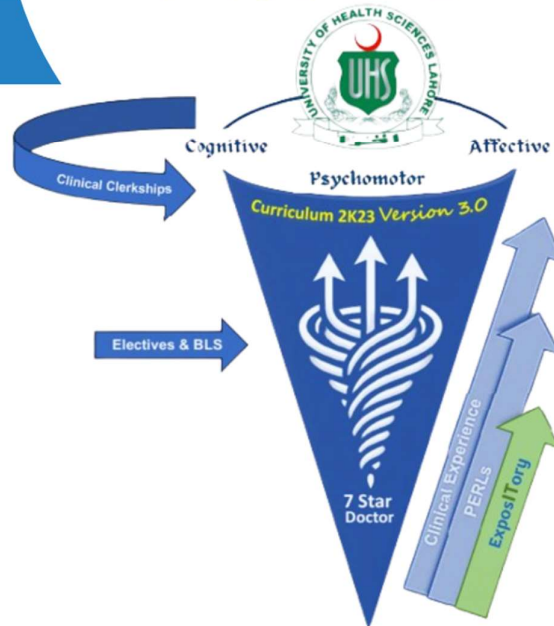 UNIVERSITY OF HEALTH SCIENCES LAHORE
UHS
Cognitive
Affective
Psychomotor
Clinical Clerkships
Curriculum 2K23 Version 3.0
Electives & BLS
7 Star
Doctor
Clinical Experience
PERLs
ExposITory